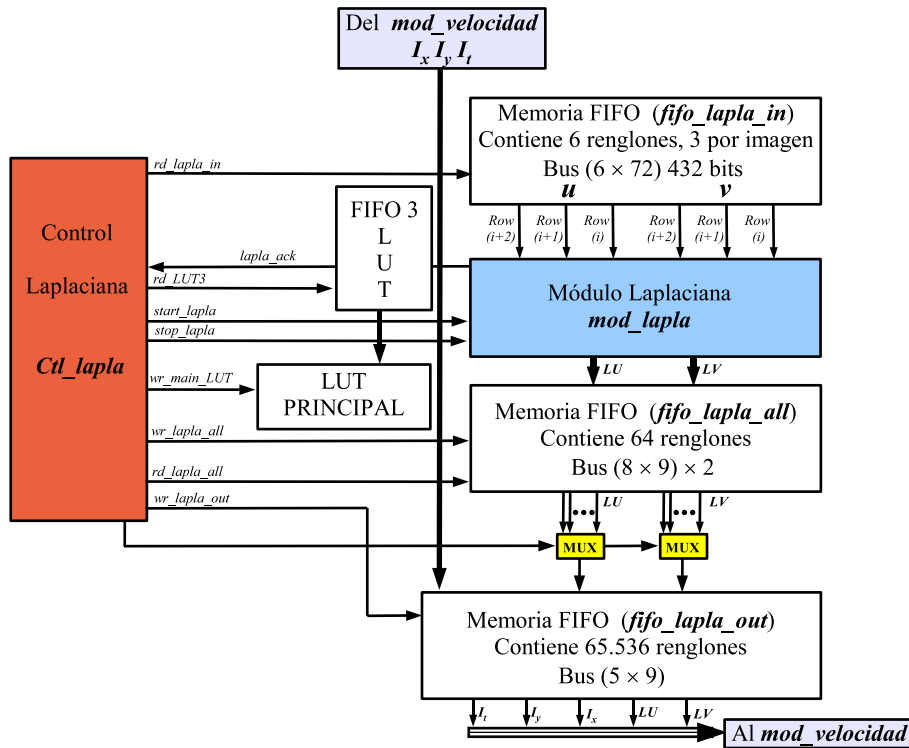 Del mod_velocidad
Ix Iy It
Memoria FIFO (fifo_lapla_in)
Contiene 6 renglones, 3 por imagen
Bus (6 × 72) 432 bits
u v
Row (i+2)
Row (i+1)
Row (i)
Row (i+2)
Row (i+1)
Row (i)
Control
Laplaciana
Ctl_lapla
rd_lapla_in
lapla_ack
rd_LUT3
start_lapla
stop_lapla
wr_main_LUT
wr_lapla_all
rd_lapla_all
wr_lapla_out
FIFO 3
L
U
T
LUT
PRINCIPAL
Módulo Laplaciana
mod_lapla
LU LV
Memoria FIFO (fifo_lapla_all)
Contiene 64 renglones
Bus (8 × 9) × 2
LU LV
MUX MUX
Memoria FIFO (fifo_lapla_out)
Contiene 65.536 renglones
Bus (5 × 9)
It Iy Ix LU LV
Al mod_velocidad